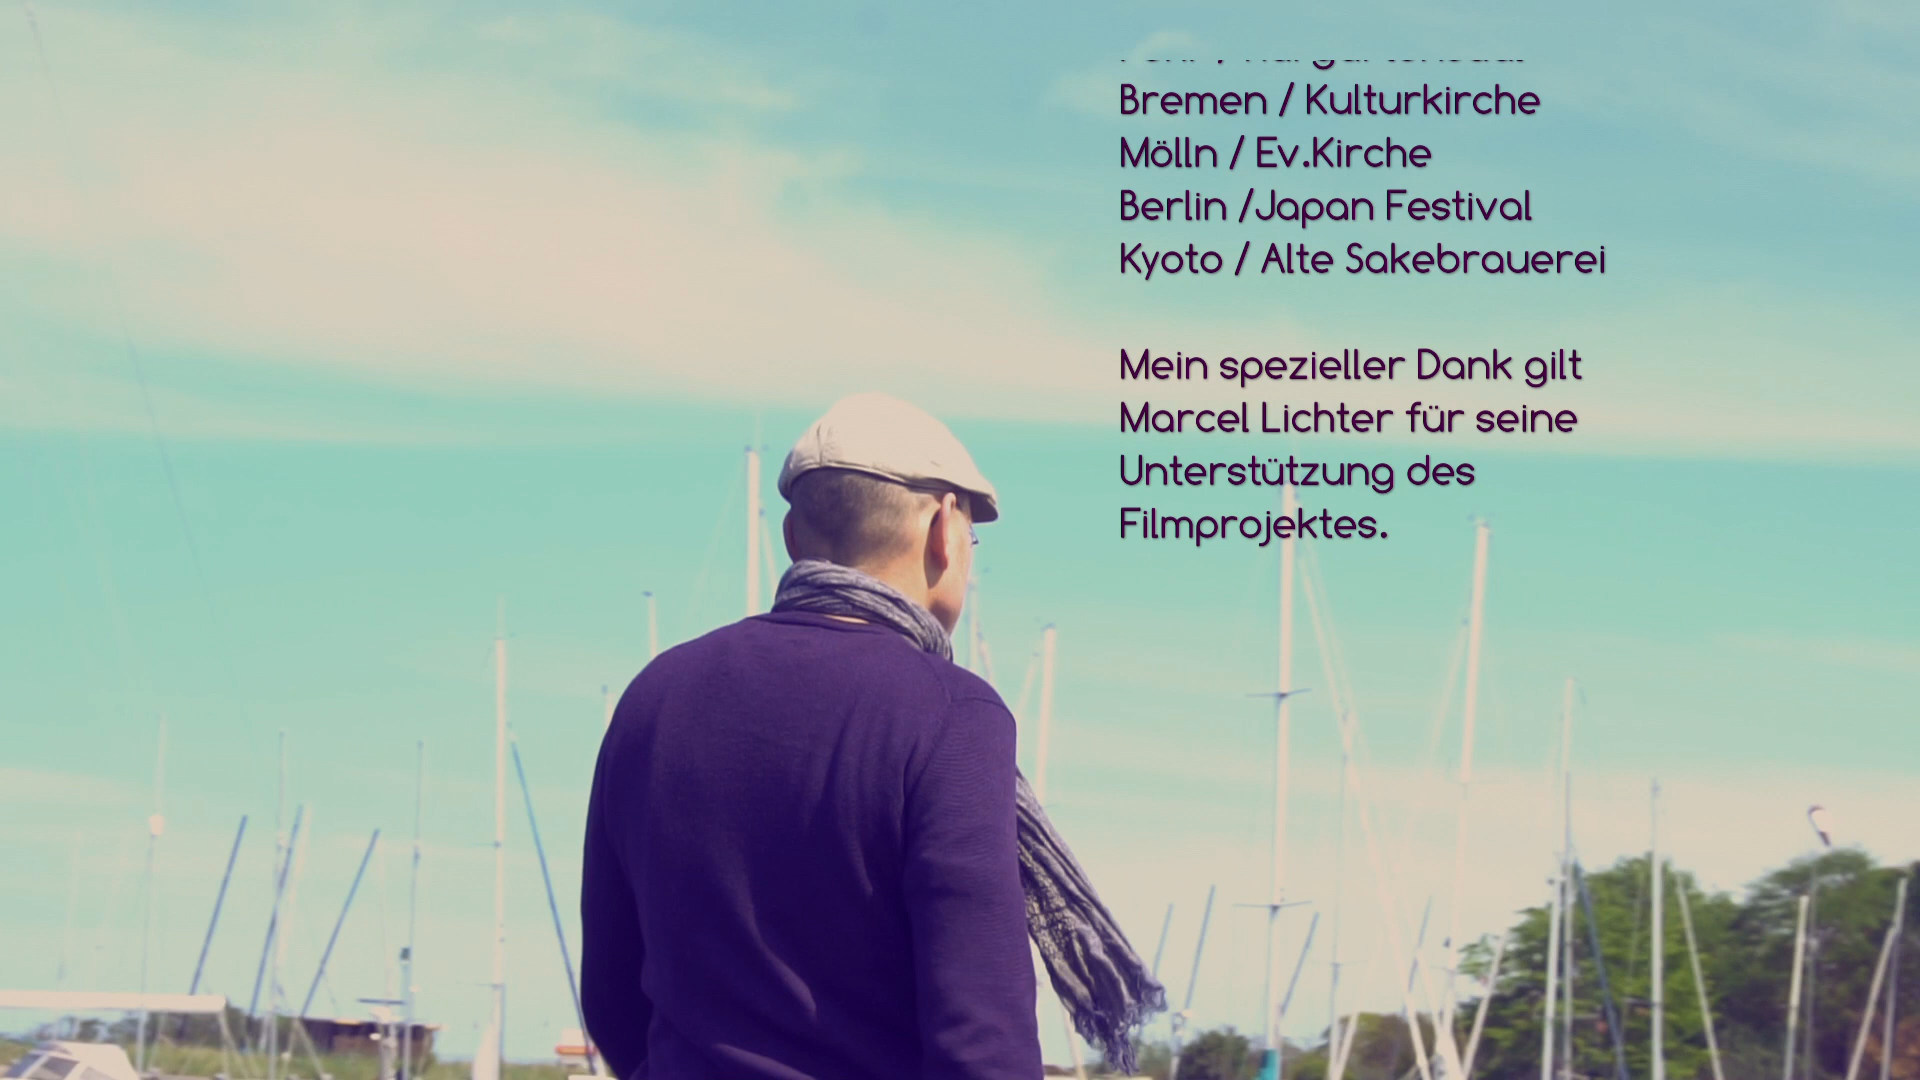 Bremen / Kulturkirche
Mölln / Ev.Kirche
Berlin /Japan Festival
Kyoto / Alte Sakebrauerei
Mein spezieller Dank gilt
Marcel Lichter für seine
Unterstützung des
Filmprojektes.